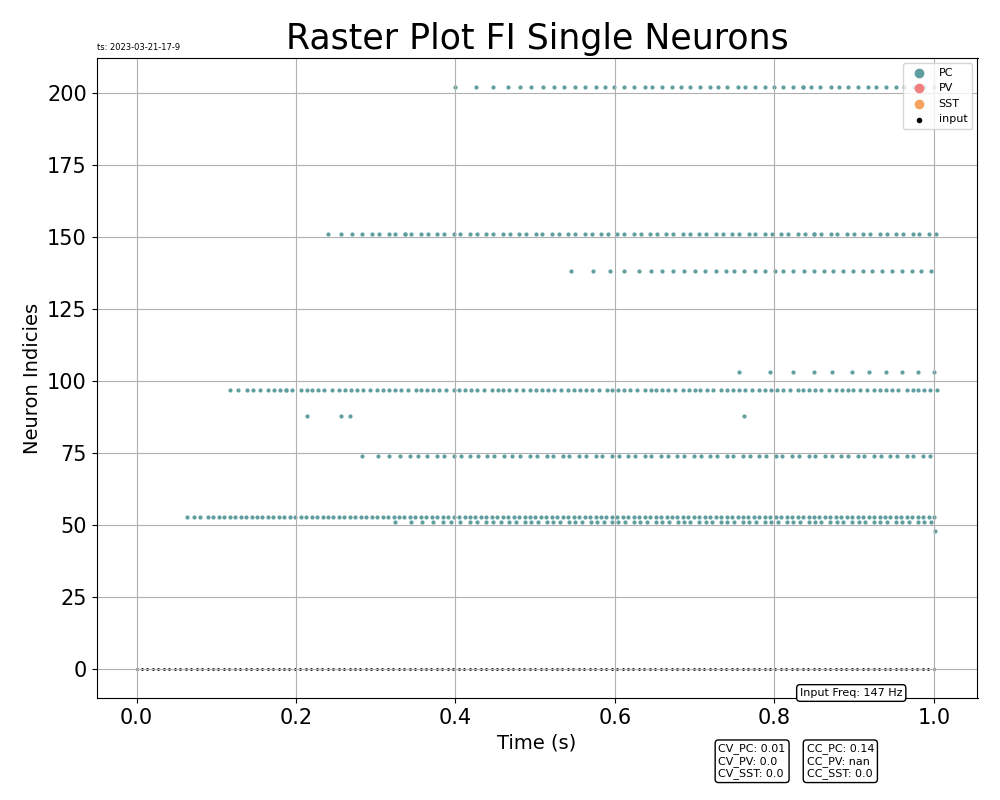 Raster Plot FI Single Neurons
ts: 2023-03-21-17-9
PC
PV
SST
input
200
175
150
125
100
75
50
25
0
Neuron Indicies
0.0 0.2 0.4 0.6 0.8 1.0
Time (s)
Input Freq: 147 Hz
CV_PC: 0.01
CV_PV: 0.0
CV_SST: 0.0
CC_PC: 0.14
CC_PV: nan
CC_SST: 0.0